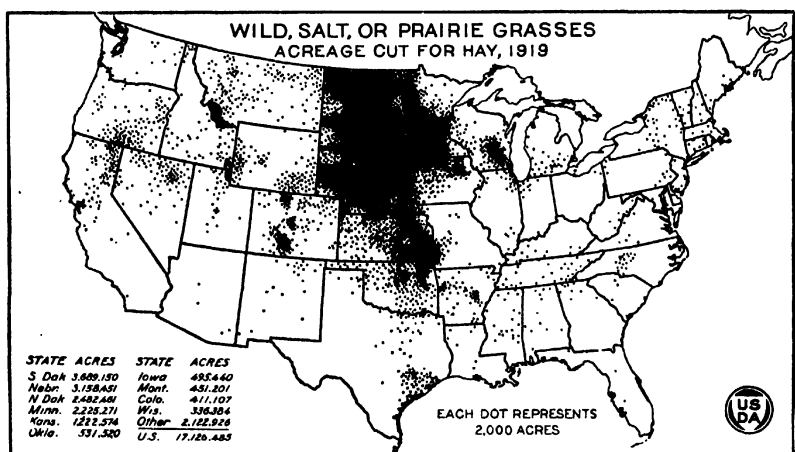 WILD, SALT, OR PRAIRIE GRASSES
ACREAGE CUT FOR HAY, 1919
STATE ACRES STATE ACRES
S Dak 3,689,150 Iowa 495,440
Nebr. 3,158,451 Mont. 451,201
N Dak 2,482,461 Colo. 411,107
Minn. 2,225,271 Wis. 336,384
Kans. 1,222,574 Other 2,122,926
Okla. 531,520 U.S. 17,126,485
EACH DOT REPRESENTS
2,000 ACRES
US
DA